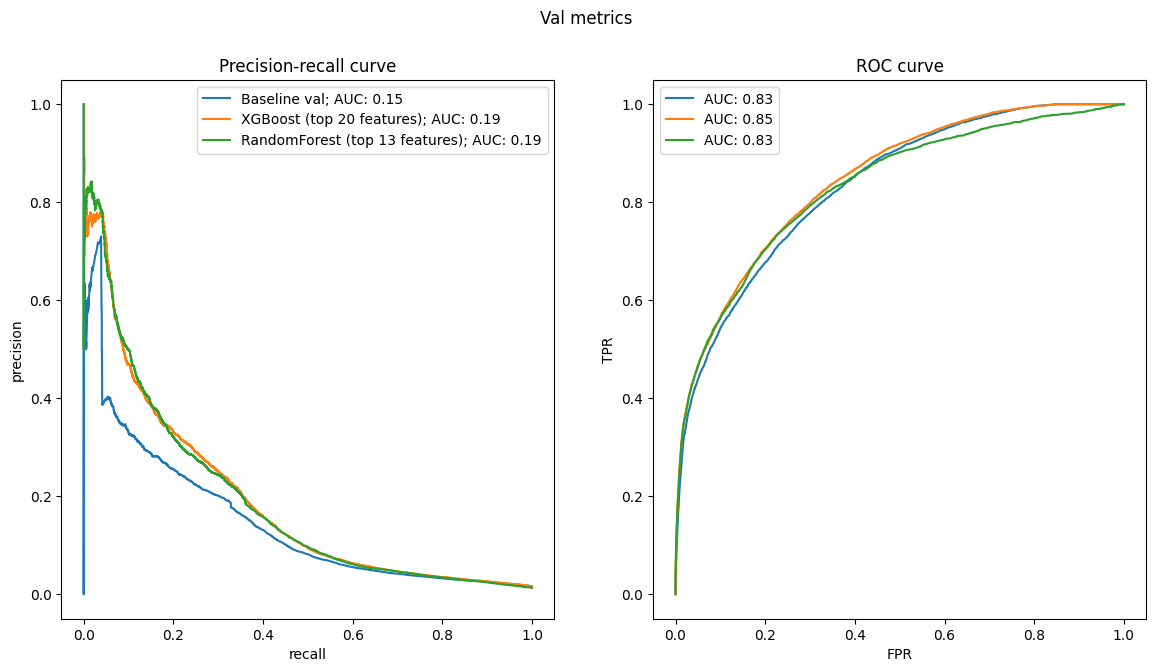 Val metrics
Precision-recall curve
Baseline val; AUC: 0.15
XGBoost (top 20 features); AUC: 0.19
RandomForest (top 13 features); AUC: 0.19
1.0
0.8
0.6
0.4
0.2
0.0
precision
0.0 0.2 0.4 0.6 0.8 1.0
recall
ROC curve
AUC: 0.83
AUC: 0.85
AUC: 0.83
1.0
0.8
0.6
0.4
0.2
0.0
TPR
0.0 0.2 0.4 0.6 0.8 1.0
FPR